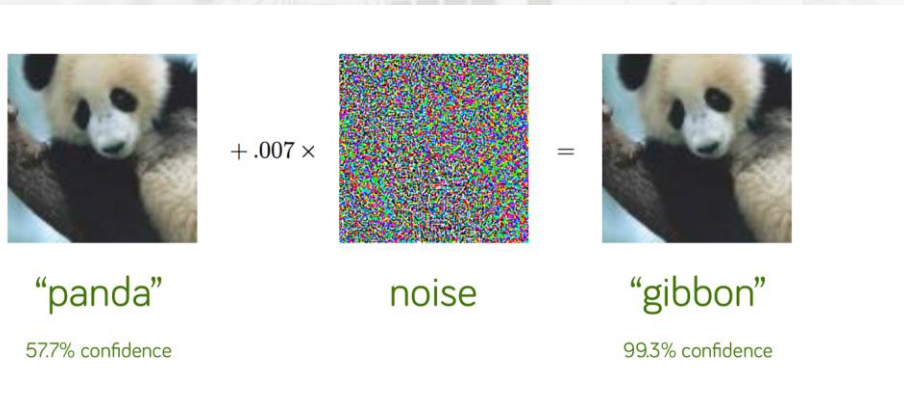 + .007 ×
=
“panda”
noise
“gibbon”
57.7% confidence
99.3% confidence